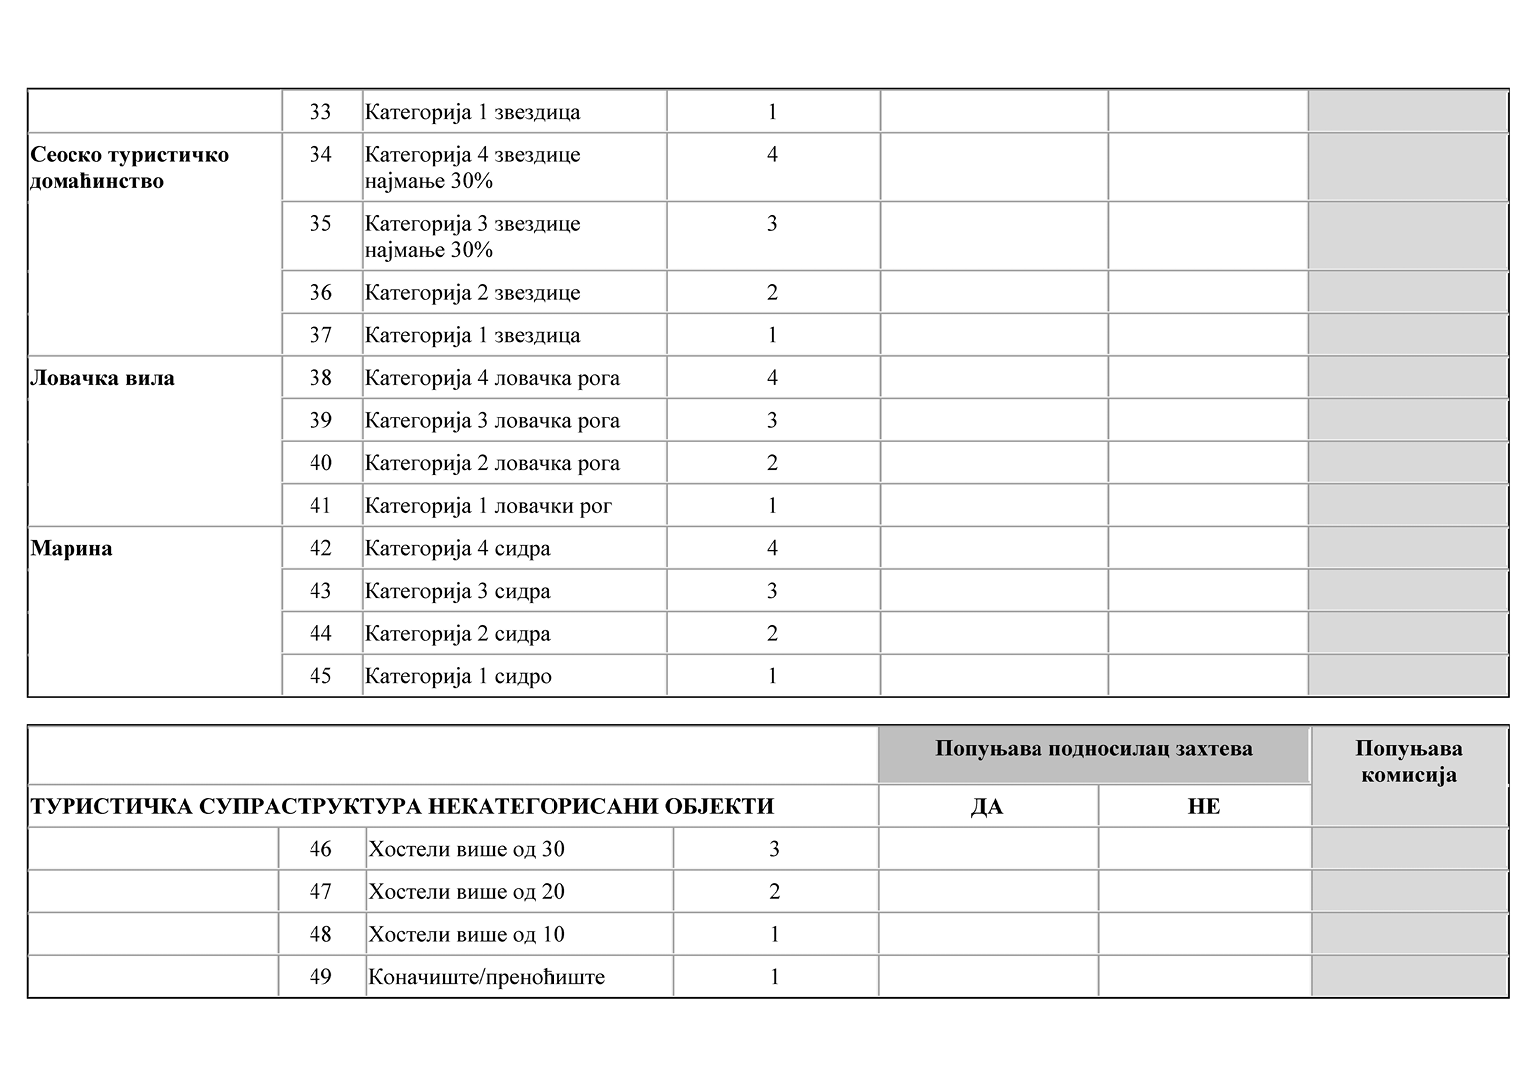 33 Категорија 1 звездица 1
Сеоско туристичко 34 Категорија 4 звездице 4
домаћинство најмање 30%
35 Категорија 3 звездице 3
најмање 30%
36 Категорија 2 звездице 2
37 Категорија 1 звездица 1
Ловачка вила 38 Категорија 4 ловачка рога 4
39 Категорија 3 ловачка рога 3
40 Категорија 2 ловачка рога 2
41 Категорија 1 ловачки рог 1
Марина 42 Категорија 4 сидра 4
43 Категорија 3 сидра 3
44 Категорија 2 сидра 2
45 Категорија 1 сидро 1
Попуњава подносилац захтева Попуњава
комисија
ТУРИСТИЧКА СУПРАСТРУКТУРА НЕКАТЕГОРИСАНИ ОБЈЕКТИ ДА НЕ
46 Хостели више од 30 3
47 Хостели више од 20 2
48 Хостели више од 10 1
49 Коначиште/преноћиште 1